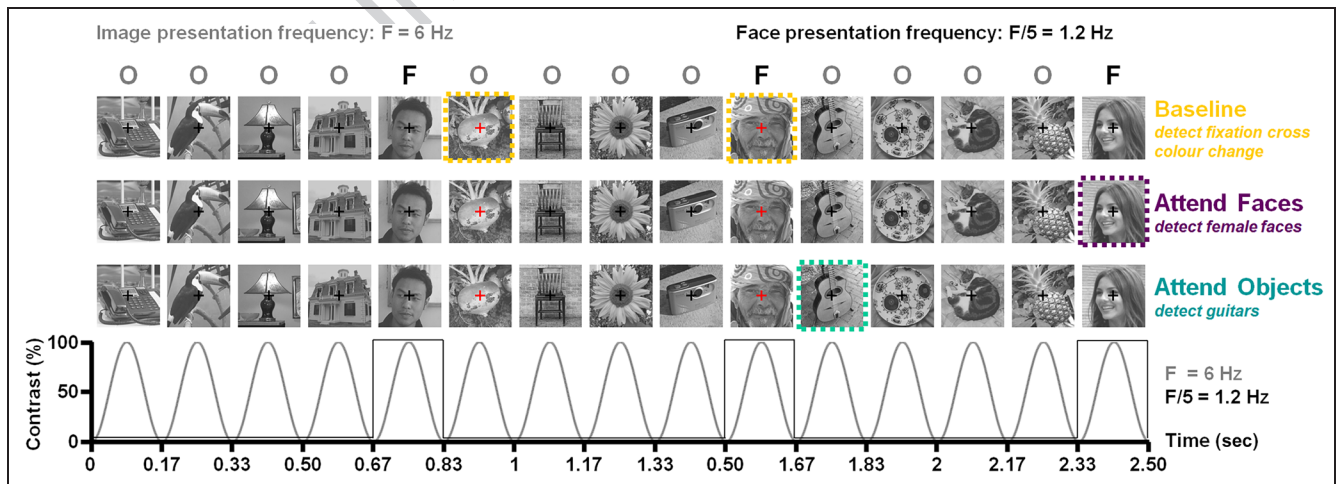 Image presentation frequency: F = 6 Hz
Face presentation frequency: F/5 = 1.2 Hz
O O O O F O O O O F O O O O F
Baseline
detect fixation cross
colour change
Attend Faces
detect female faces
Attend Objects
detect guitars
Contrast (%)
100
50
0
F = 6 Hz
F/5 = 1.2 Hz
Time (sec)
0 0.17 0.33 0.50 0.67 0.83 1 1.17 1.33 0.50 1.67 1.83 2 2.17 2.33 2.50